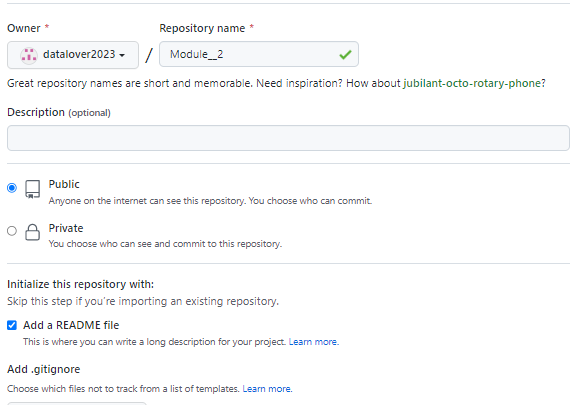 Owner * Repository name *
datalover2023 / Module__2
Great repository names are short and memorable. Need inspiration? How about jubilant-octo-rotary-phone?
Description (optional)
Public
Anyone on the internet can see this repository. You choose who can commit.
Private
You choose who can see and commit to this repository.
Initialize this repository with:
Skip this step if you're importing an existing repository.
Add a README file
This is where you can write a long description for your project. Learn more.
Add .gitignore
Choose which files not to track from a list of templates. Learn more.